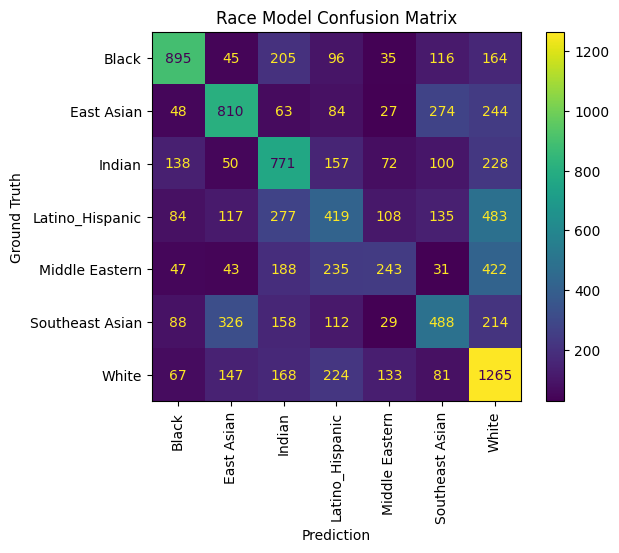 Race Model Confusion Matrix
Black 895 45 205 96 35 116 164
East Asian 48 810 63 84 27 274 244
Indian 138 50 771 157 72 100 228
Latino_Hispanic 84 117 277 419 108 135 483
Middle Eastern 47 43 188 235 243 31 422
Southeast Asian 88 326 158 112 29 488 214
White 67 147 168 224 133 81 1265
Ground Truth
Black
East Asian
Indian
Latino_Hispanic
Middle Eastern
Southeast Asian
White
Prediction
1200
1000
800
600
400
200